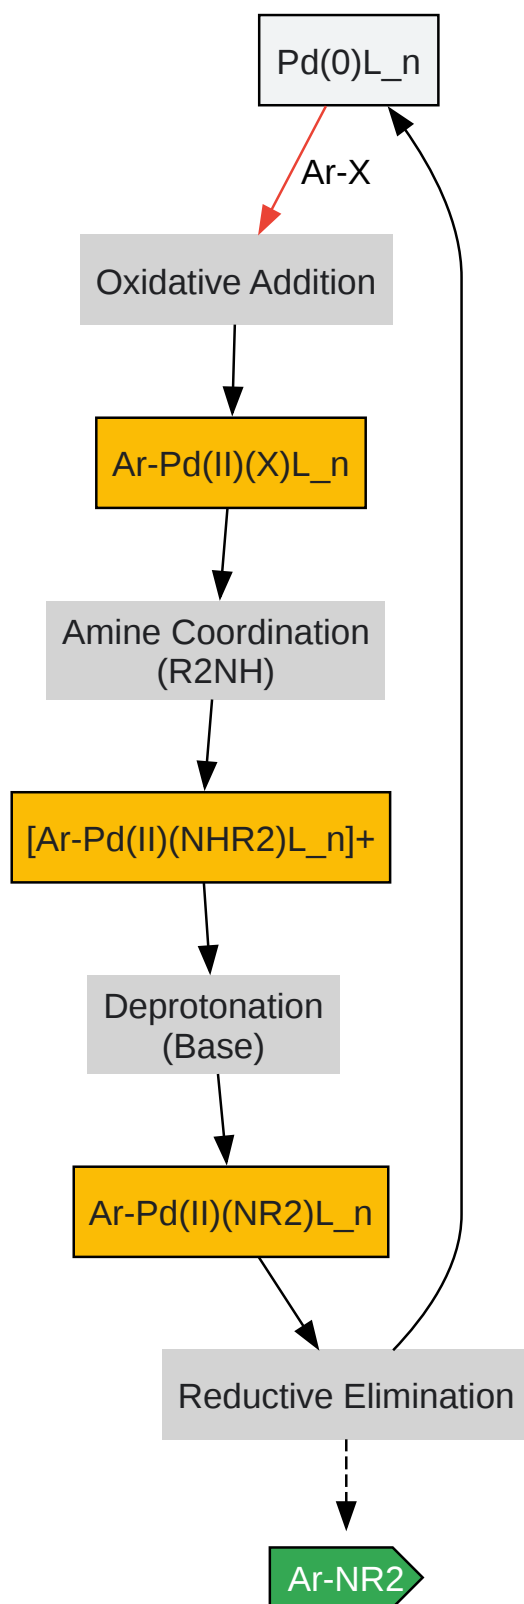 Pd(0)L_n
Ar-X
Oxidative Addition
Ar-Pd(II)(X)L_n
Amine Coordination
(R2NH)
[Ar-Pd(II)(NHR2)L_n]+
Deprotonation
(Base)
Ar-Pd(II)(NR2)L_n
Reductive Elimination
Ar-NR2